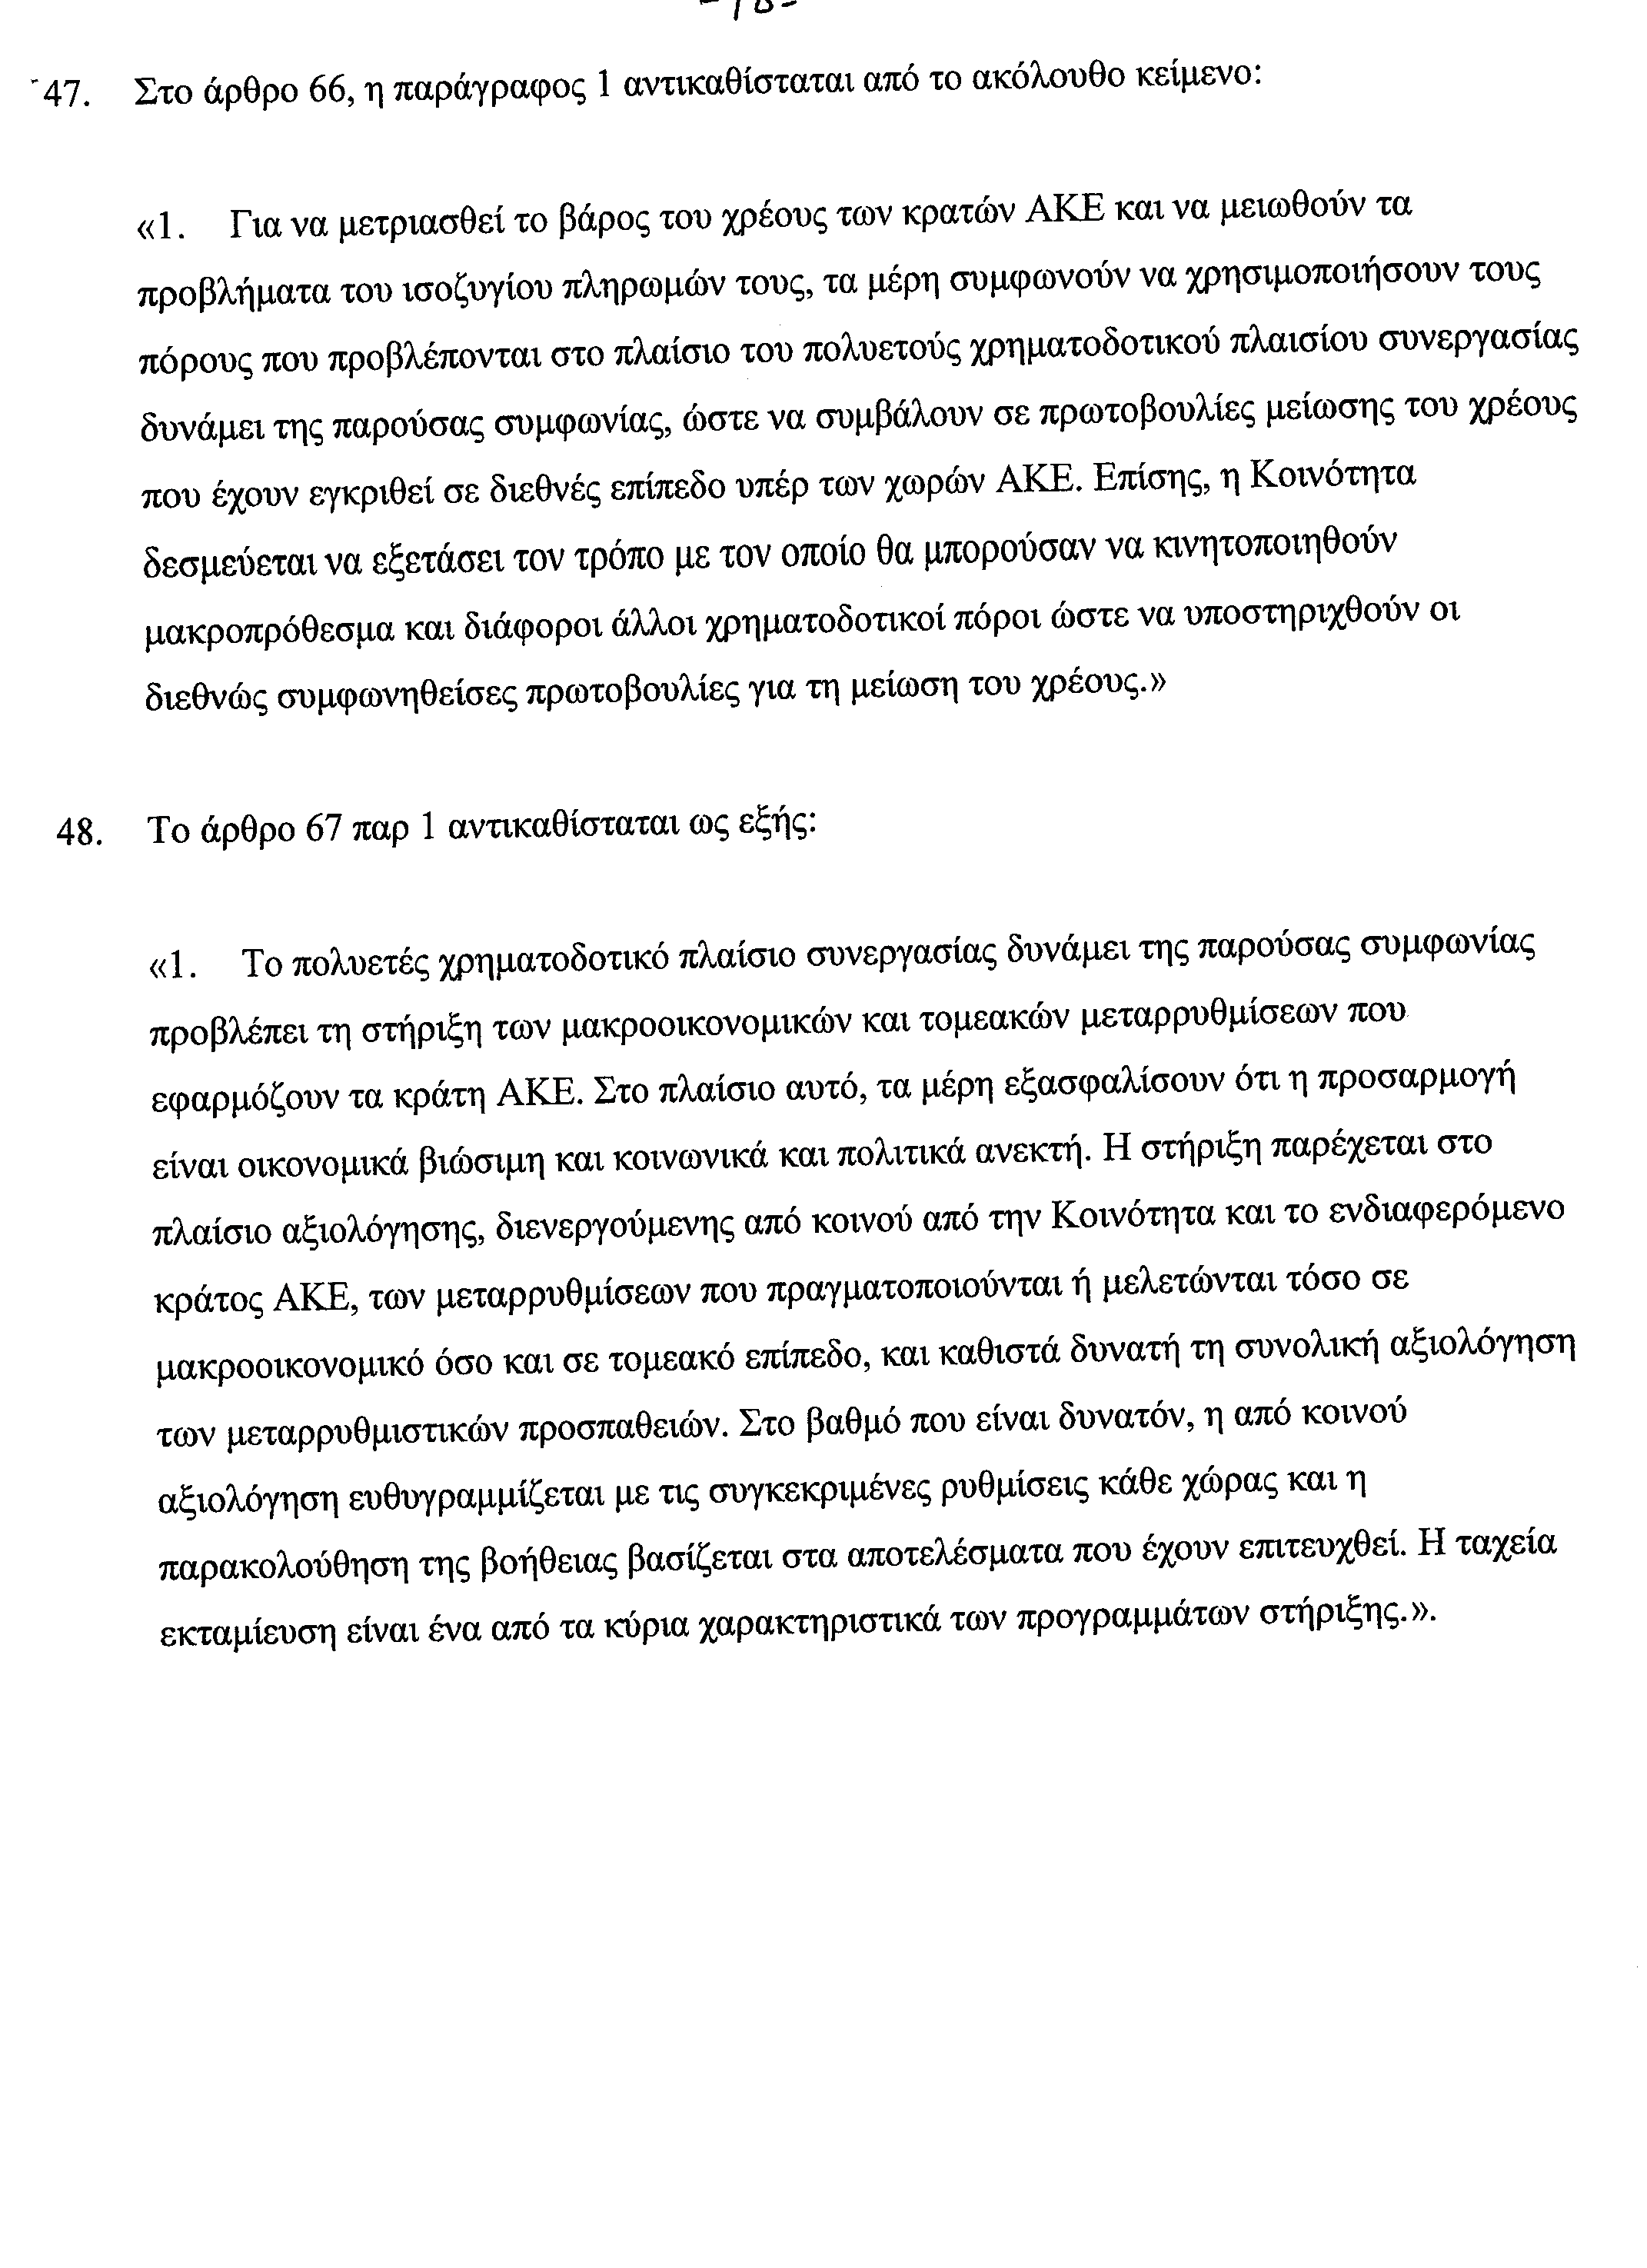 47. Στο άρθρο 66, η παράγραφος 1 αντικαθίσταται από το ακόλουθο κείμενο:
«1. Για να μετριασθεί το βάρος του χρέους των κρατών ΑΚΕ και να μειωθούν τα
προβλήματα του ισοζυγίου πληρωμών τους, τα μέρη συμφωνούν να χρησιμοποιήσουν τους
πόρους που προβλέπονται στο πλαίσιο του πολυετούς χρηματοδοτικού πλαισίου συνεργασίας
δυνάμει της παρούσας συμφωνίας, ώστε να συμβάλουν σε πρωτοβουλίες μείωσης του χρέους
που έχουν εγκριθεί σε διεθνές επίπεδο υπέρ των χωρών ΑΚΕ. Επίσης, η Κοινότητα
δεσμεύεται να εξετάσει τον τρόπο με τον οποίο θα μπορούσαν να κινητοποιηθούν
μακροπρόθεσμα και διάφοροι άλλοι χρηματοδοτικοί πόροι ώστε να υποστηριχθούν οι
διεθνώς συμφωνηθείσες πρωτοβουλίες για τη μείωση του χρέους.»
48. Το άρθρο 67 παρ 1 αντικαθίσταται ως εξής:
«1. Το πολυετές χρηματοδοτικό πλαίσιο συνεργασίας δυνάμει της παρούσας συμφωνίας
προβλέπει τη στήριξη των μακροοικονομικών και τομεακών μεταρρυθμίσεων που
εφαρμόζουν τα κράτη ΑΚΕ. Στο πλαίσιο αυτό, τα μέρη εξασφαλίσουν ότι η προσαρμογή
είναι οικονομικά βιώσιμη και κοινωνικά και πολιτικά ανεκτή. Η στήριξη παρέχεται στο
πλαίσιο αξιολόγησης, διενεργούμενης από κοινού από την Κοινότητα και το ενδιαφερόμενο
κράτος ΑΚΕ, των μεταρρυθμίσεων που πραγματοποιούνται ή μελετώνται τόσο σε
μακροοικονομικό όσο και σε τομεακό επίπεδο, και καθιστά δυνατή τη συνολική αξιολόγηση
των μεταρρυθμιστικών προσπαθειών. Στο βαθμό που είναι δυνατόν, η από κοινού
αξιολόγηση ευθυγραμμίζεται με τις συγκεκριμένες ρυθμίσεις κάθε χώρας και η
παρακολούθηση της βοήθειας βασίζεται στα αποτελέσματα που έχουν επιτευχθεί. Η ταχεία
εκταμίευση είναι ένα από τα κύρια χαρακτηριστικά των προγραμμάτων στήριξης.».